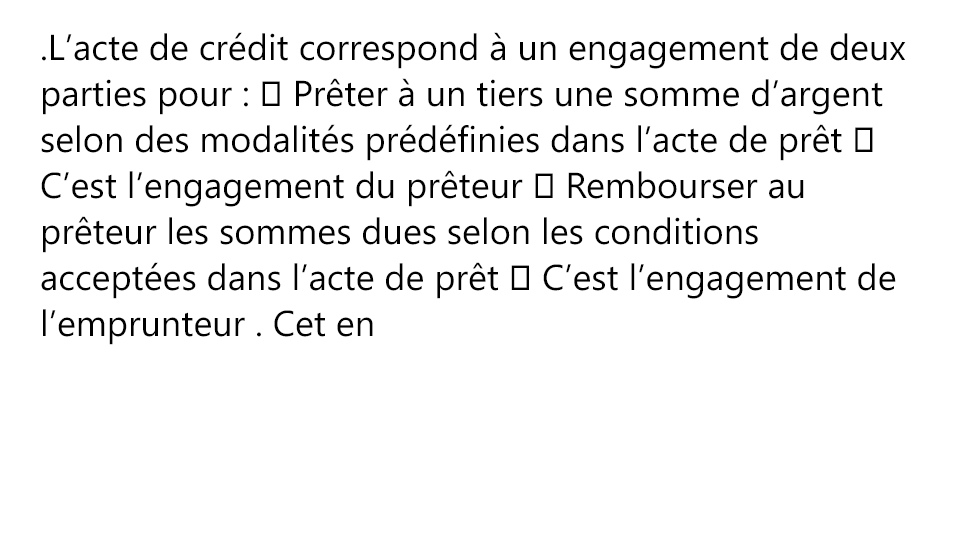 .L’acte de crédit correspond à un engagement de deux
parties pour :  Prêter à un tiers une somme d’argent
selon des modalités prédéfinies dans l’acte de prêt 
C’est l’engagement du prêteur  Rembourser au
prêteur les sommes dues selon les conditions
acceptées dans l’acte de prêt  C’est l’engagement de
l’emprunteur . Cet en